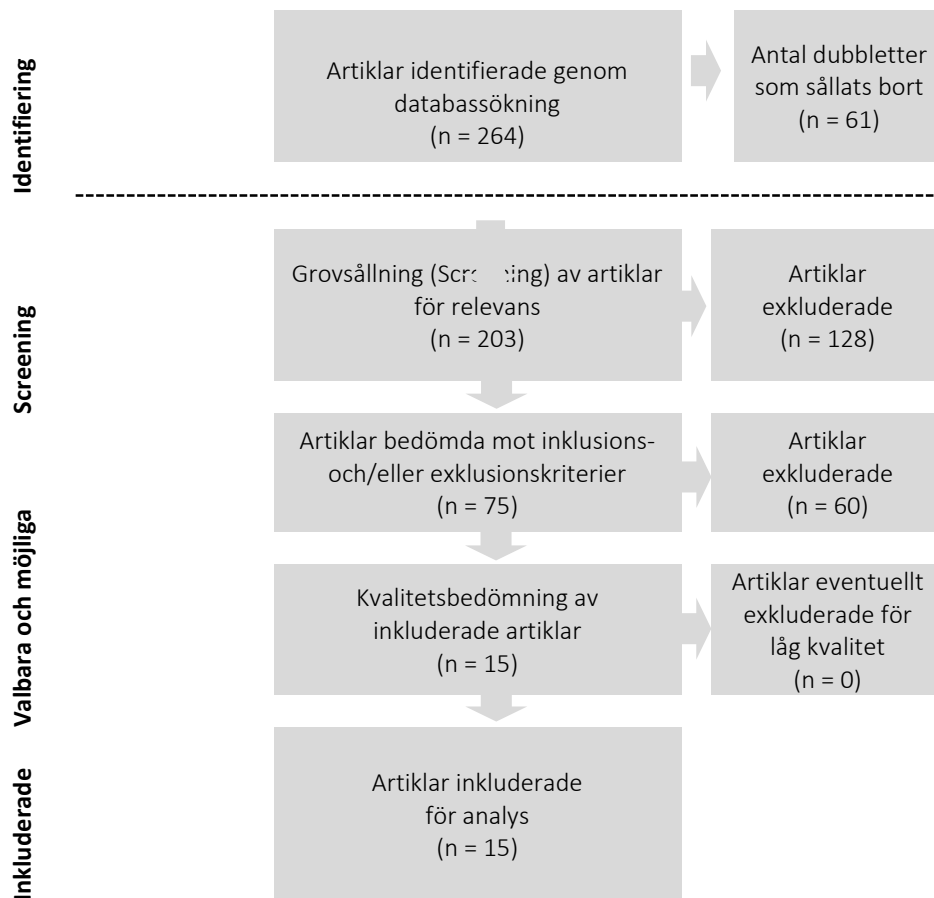 Identifiering
Artiklar identifierade genom
databassökning
(n = 264)
Antal dubbletter
som sållats bort
(n = 61)
Screening
Grovsållning (Scr ing) av artiklar
för relevans
(n = 203)
Artiklar
exkluderade
(n = 128)
Valbara och möjliga
Artiklar bedömda mot inklusions-
och/eller exklusionskriterier
(n = 75)
Artiklar
exkluderade
(n = 60)
Kvalitetsbedömning av
inkluderade artiklar
(n = 15)
Artiklar eventuellt
exkluderade för
låg kvalitet
(n = 0)
Inkluderade
Artiklar inkluderade
för analys
(n = 15)